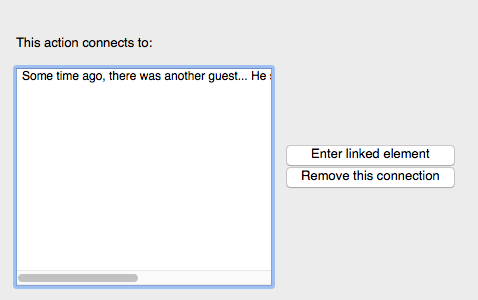 This action connects to:
Some time ago, there was another guest... He
Enter linked element
Remove this connection